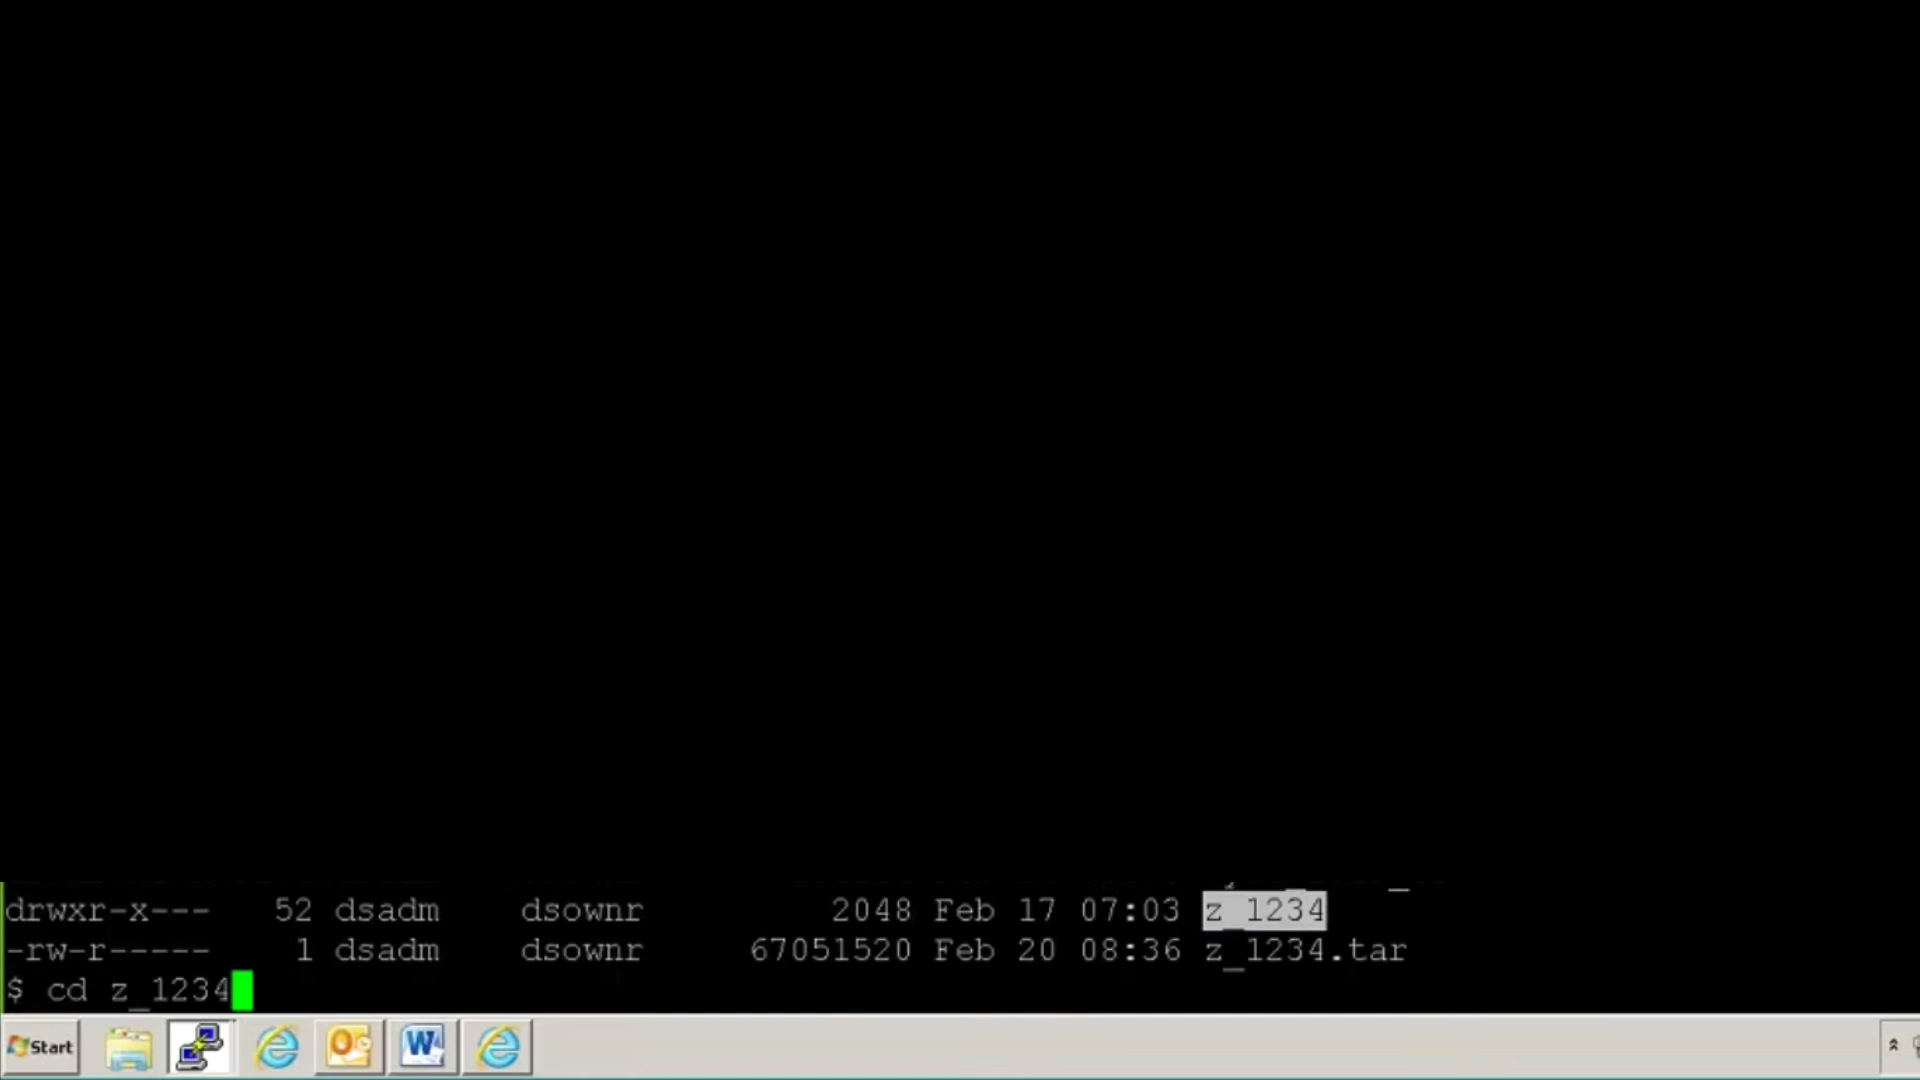 drwxr-x--- 52 dsadm dsownr 2048 Feb 17 07:03 z_1234
-rw-r----- 1 dsadm dsownr 67051520 Feb 20 08:36 z_1234.tar
$ cd z_1234
Start